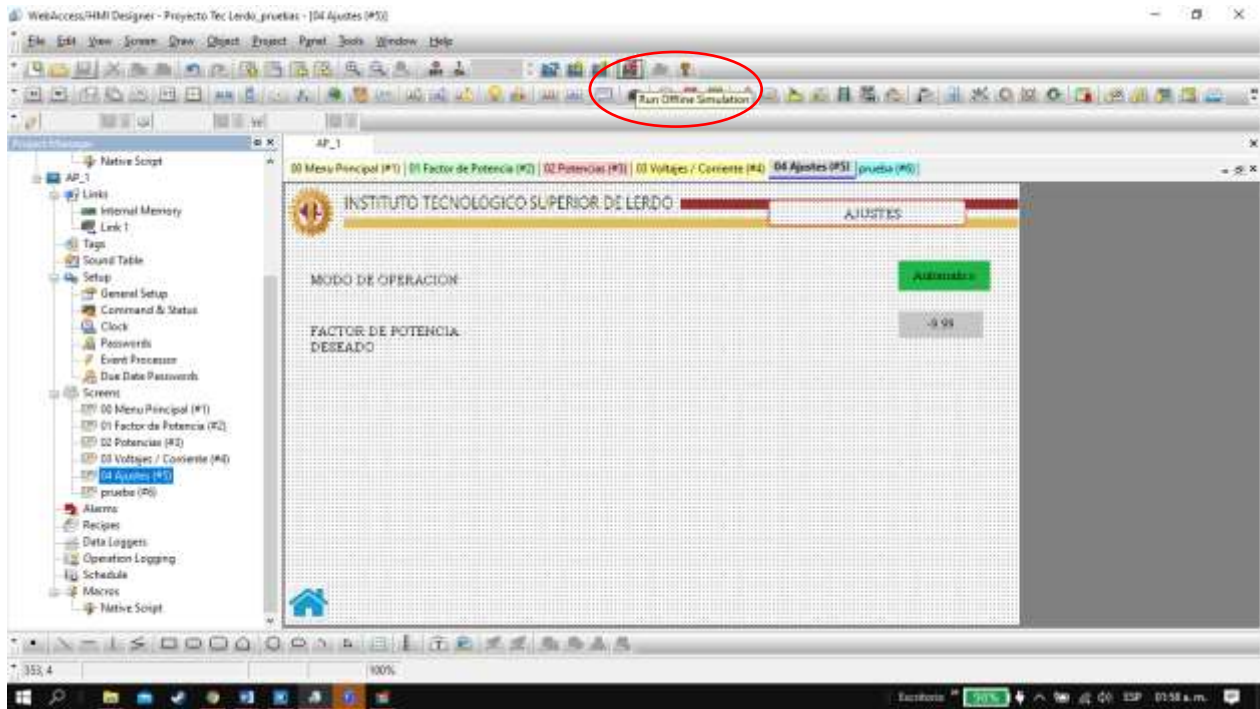 WebAccess/HMI Designer - Proyecto Tec Lerdo_pruebas - [04 Ajustes (#5)]
File Edit View Screen Draw Object Project Panel Tools Window Help
Run Offline Simulation
Project Manager
AP_1
Native Script
AP_1
Links
Internal Memory
Link 1
Tags
Sound Table
Setup
General Setup
Command & Status
Clock
Passwords
Event Processor
Due Date Passwords
Screens
00 Menu Principal (#1)
01 Factor de Potencia (#2)
02 Potencias (#3)
03 Voltajes / Corriente (#4)
04 Ajustes (#5)
prueba (#6)
Alarms
Recipes
Data Loggers
Operation Logging
Schedule
Macros
Native Script
00 Menu Principal (#1) 01 Factor de Potencia (#2) 02 Potencias (#3) 03 Voltajes / Corriente (#4) 04 Ajustes (#5) prueba (#6)
INSTITUTO TECNOLOGICO SUPERIOR DE LERDO
AJUSTES
MODO DE OPERACION
Automatico
FACTOR DE POTENCIA
DESEADO
-9.99
353, 4
100%
Escritorio
98%
ESP 01:58 a.m.